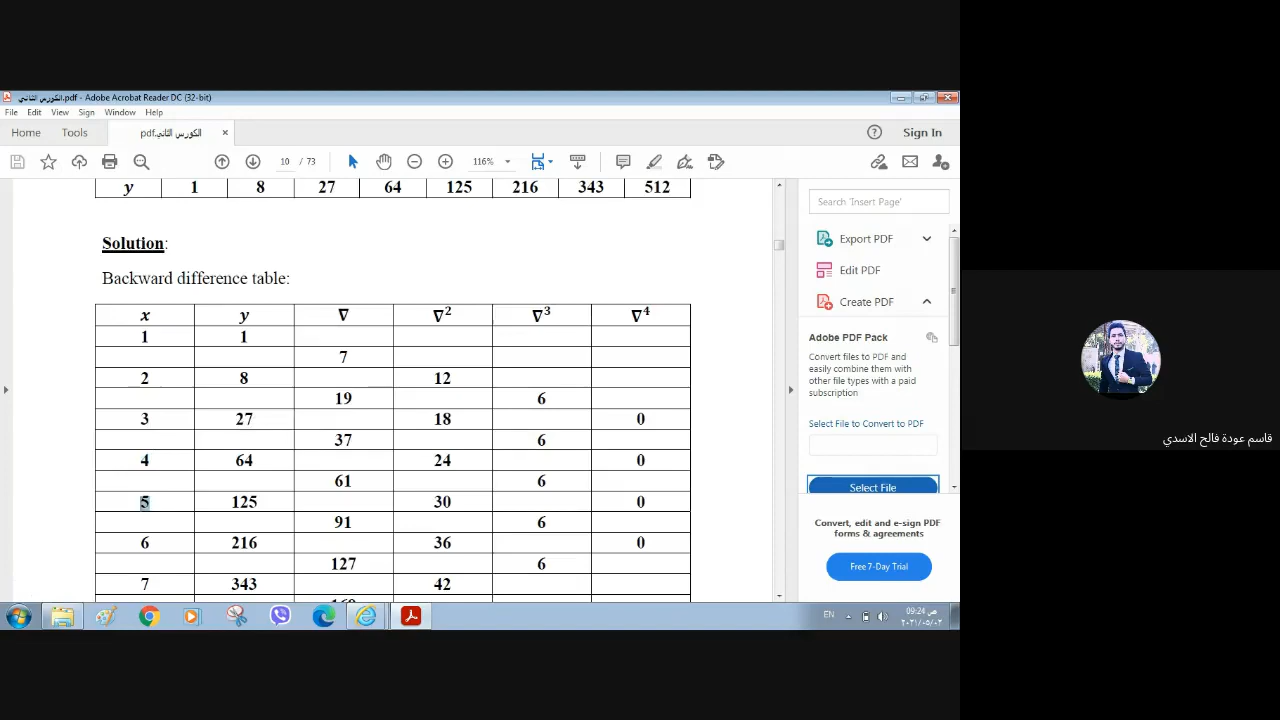 الكورس الثاني.pdf - Adobe Acrobat Reader DC (32-bit)
File Edit View Sign Window Help
Home Tools الكورس الثاني.pdf × Sign In
10 / 73 116%
y 1 8 27 64 125 216 343 512
Solution:
Backward difference table:
x y ∇ ∇² ∇³ ∇⁴
1 1
7
2 8 12
19 6
3 27 18 0
37 6
4 64 24 0
61 6
5 125 30 0
91 6
6 216 36 0
127 6
7 343 42
Search 'Insert Page'
Export PDF
Edit PDF
Create PDF
Adobe PDF Pack
Convert files to PDF and
easily combine them with
other file types with a paid
subscription
Select File to Convert to PDF
Select File
Convert, edit and e-sign PDF
forms & agreements
Free 7-Day Trial
EN
09:24 ص
٢٠٢١/٠٥/٠٢
قاسم عودة فالح الاسدي